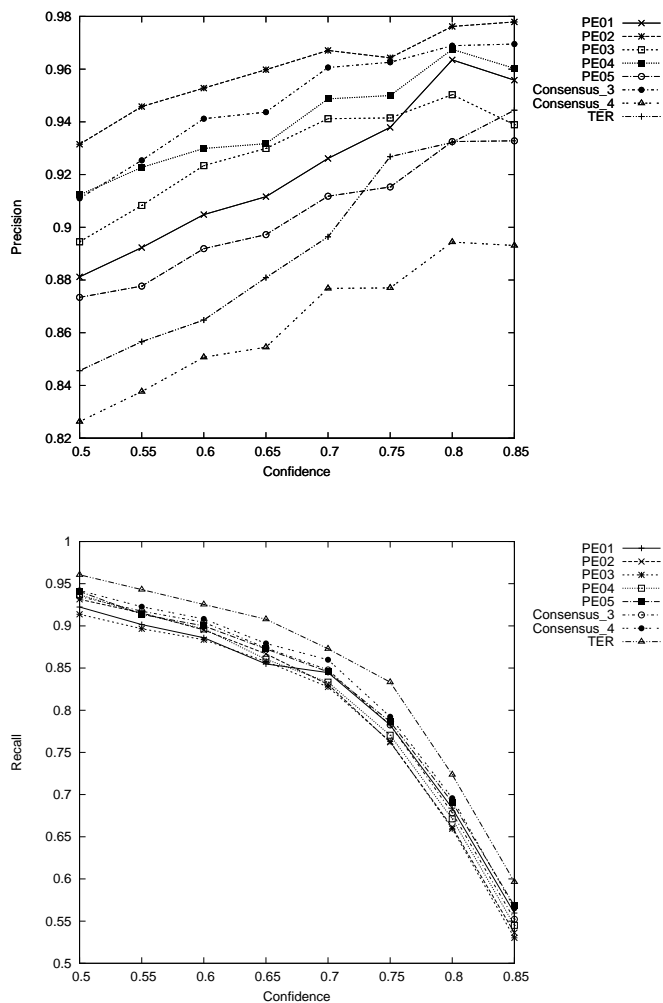 0.98
0.96
0.94
0.92
0.9
0.88
0.86
0.84
0.82
Precision
0.5 0.55 0.6 0.65 0.7 0.75 0.8 0.85
Confidence
PE01
PE02
PE03
PE04
PE05
Consensus_3
Consensus_4
TER
1
0.95
0.9
0.85
0.8
0.75
0.7
0.65
0.6
0.55
0.5
Recall
0.5 0.55 0.6 0.65 0.7 0.75 0.8 0.85
Confidence
PE01
PE02
PE03
PE04
PE05
Consensus_3
Consensus_4
TER